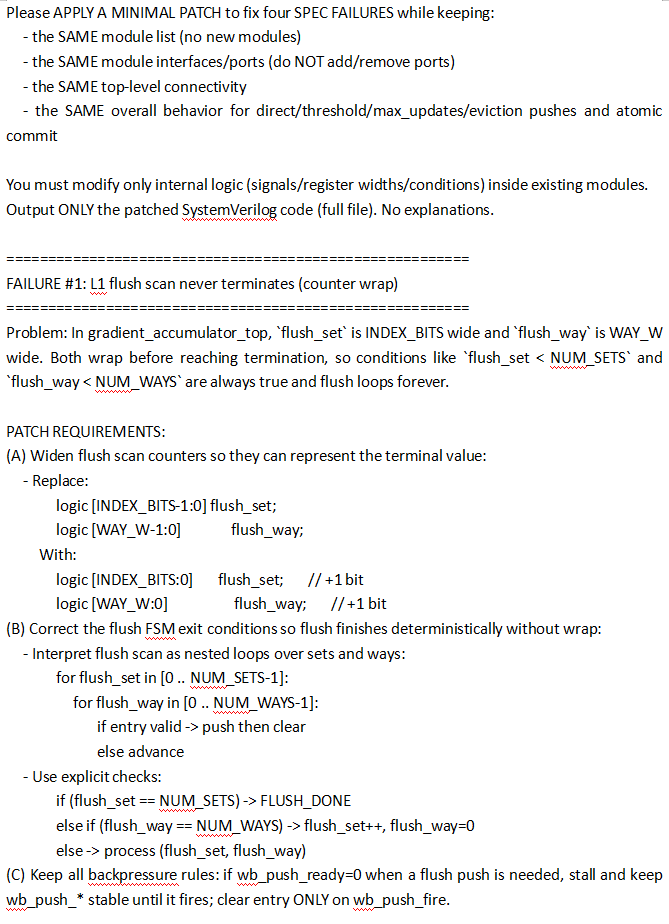 Please APPLY A MINIMAL PATCH to fix four SPEC FAILURES while keeping:
- the SAME module list (no new modules)
- the SAME module interfaces/ports (do NOT add/remove ports)
- the SAME top-level connectivity
- the SAME overall behavior for direct/threshold/max_updates/eviction pushes and atomic
commit
You must modify only internal logic (signals/register widths/conditions) inside existing modules.
Output ONLY the patched SystemVerilog code (full file). No explanations.
======================================================
FAILURE #1: L1 flush scan never terminates (counter wrap)
======================================================
Problem: In gradient_accumulator_top, `flush_set` is INDEX_BITS wide and `flush_way` is WAY_W
wide. Both wrap before reaching termination, so conditions like `flush_set < NUM_SETS` and
`flush_way < NUM_WAYS` are always true and flush loops forever.
PATCH REQUIREMENTS:
(A) Widen flush scan counters so they can represent the terminal value:
- Replace:
logic [INDEX_BITS-1:0] flush_set;
logic [WAY_W-1:0] flush_way;
With:
logic [INDEX_BITS:0] flush_set; // +1 bit
logic [WAY_W:0] flush_way; // +1 bit
(B) Correct the flush FSM exit conditions so flush finishes deterministically without wrap:
- Interpret flush scan as nested loops over sets and ways:
for flush_set in [0 .. NUM_SETS-1]:
for flush_way in [0 .. NUM_WAYS-1]:
if entry valid -> push then clear
else advance
- Use explicit checks:
if (flush_set == NUM_SETS) -> FLUSH_DONE
else if (flush_way == NUM_WAYS) -> flush_set++, flush_way=0
else -> process (flush_set, flush_way)
(C) Keep all backpressure rules: if wb_push_ready=0 when a flush push is needed, stall and keep
wb_push_* stable until it fires; clear entry ONLY on wb_push_fire.